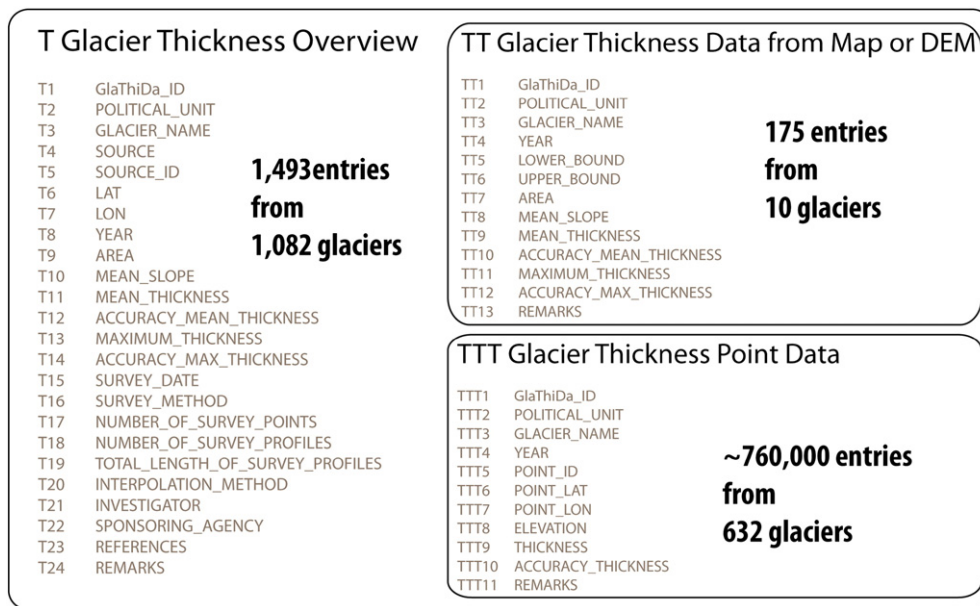 T Glacier Thickness Overview
T1 GlaThiDa_ID
T2 POLITICAL_UNIT
T3 GLACIER_NAME
T4 SOURCE
T5 SOURCE_ID
T6 LAT
T7 LON
T8 YEAR
T9 AREA
T10 MEAN_SLOPE
T11 MEAN_THICKNESS
T12 ACCURACY_MEAN_THICKNESS
T13 MAXIMUM_THICKNESS
T14 ACCURACY_MAX_THICKNESS
T15 SURVEY_DATE
T16 SURVEY_METHOD
T17 NUMBER_OF_SURVEY_POINTS
T18 NUMBER_OF_SURVEY_PROFILES
T19 TOTAL_LENGTH_OF_SURVEY_PROFILES
T20 INTERPOLATION_METHOD
T21 INVESTIGATOR
T22 SPONSORING_AGENCY
T23 REFERENCES
T24 REMARKS
1,493entries
from
1,082 glaciers
TT Glacier Thickness Data from Map or DEM
TT1 GlaThiDa_ID
TT2 POLITICAL_UNIT
TT3 GLACIER_NAME
TT4 YEAR
TT5 LOWER_BOUND
TT6 UPPER_BOUND
TT7 AREA
TT8 MEAN_SLOPE
TT9 MEAN_THICKNESS
TT10 ACCURACY_MEAN_THICKNESS
TT11 MAXIMUM_THICKNESS
TT12 ACCURACY_MAX_THICKNESS
TT13 REMARKS
175 entries
from
10 glaciers
TTT Glacier Thickness Point Data
TTT1 GlaThiDa_ID
TTT2 POLITICAL_UNIT
TTT3 GLACIER_NAME
TTT4 YEAR
TTT5 POINT_ID
TTT6 POINT_LAT
TTT7 POINT_LON
TTT8 ELEVATION
TTT9 THICKNESS
TTT10 ACCURACY_THICKNESS
TTT11 REMARKS
~760,000 entries
from
632 glaciers